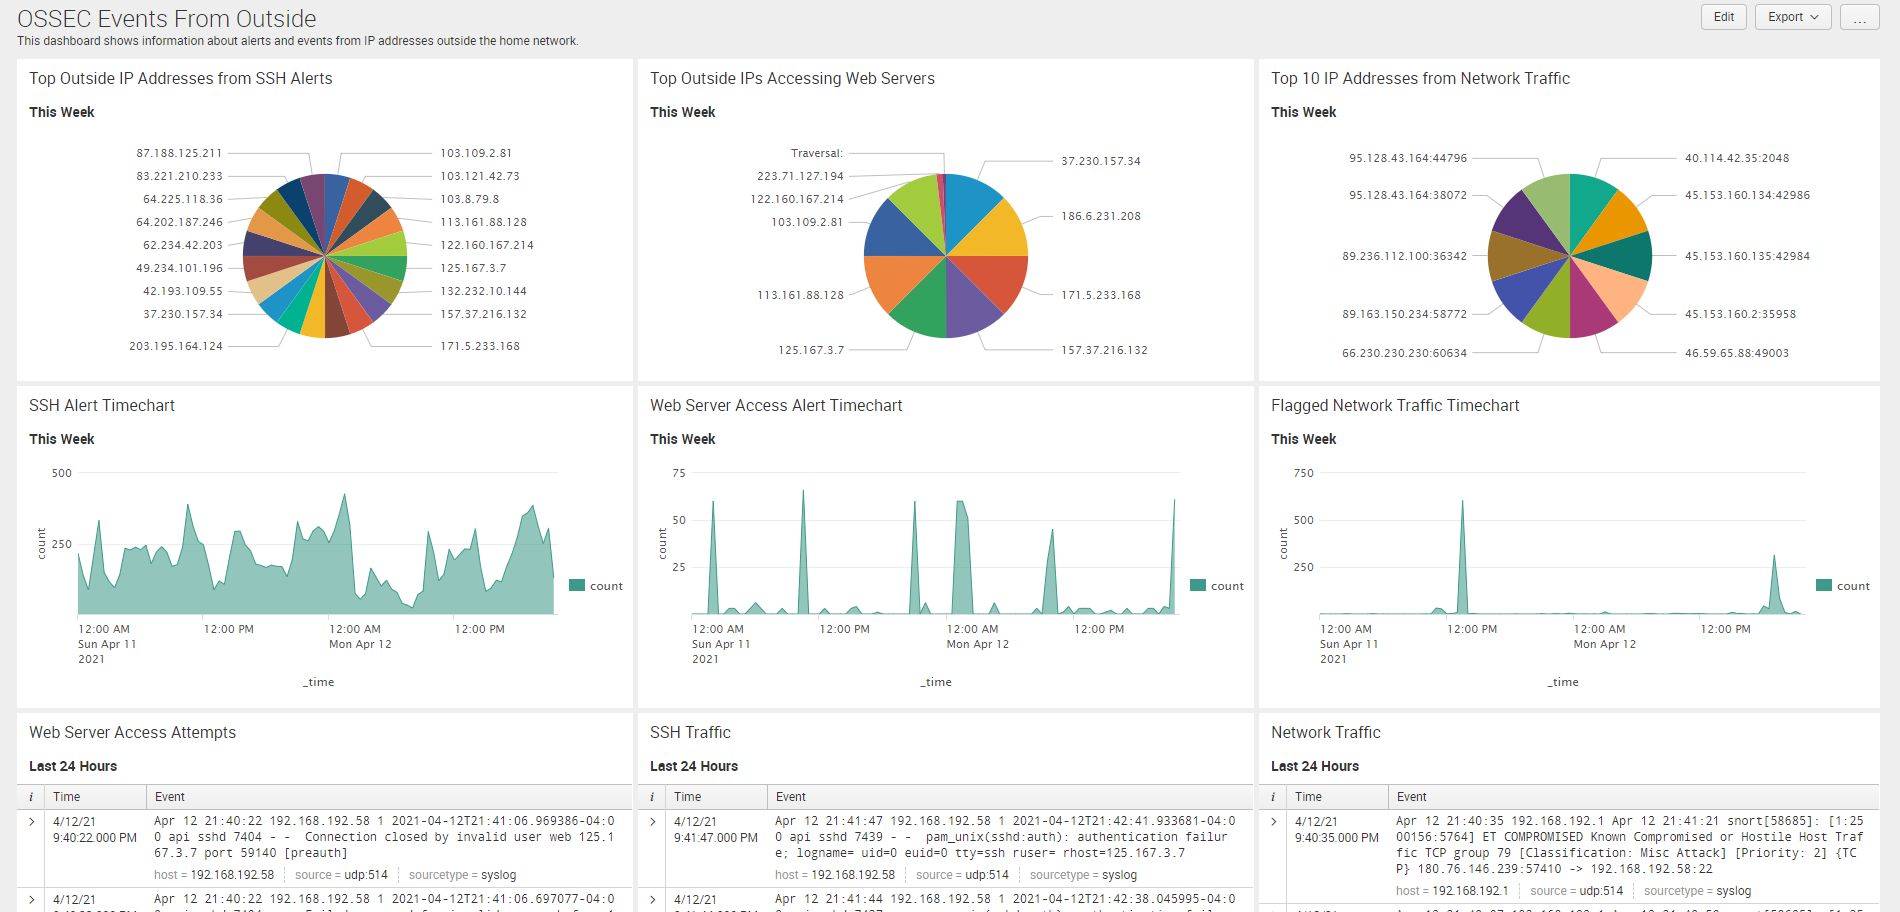 OSSEC Events From Outside
Edit
Export
...
This dashboard shows information about alerts and events from IP addresses outside the home network.
Top Outside IP Addresses from SSH Alerts
This Week
87.188.125.211
83.221.210.233
64.225.118.36
64.202.187.246
62.234.42.203
49.234.101.196
42.193.109.55
37.230.157.34
203.195.164.124
103.109.2.81
103.121.42.73
103.8.79.8
113.161.88.128
122.160.167.214
125.167.3.7
132.232.10.144
157.37.216.132
171.5.233.168
Top Outside IPs Accessing Web Servers
This Week
Traversal:
223.71.127.194
122.160.167.214
103.109.2.81
113.161.88.128
125.167.3.7
37.230.157.34
186.6.231.208
171.5.233.168
157.37.216.132
Top 10 IP Addresses from Network Traffic
This Week
95.128.43.164:44796
95.128.43.164:38072
89.236.112.100:36342
89.163.150.234:58772
66.230.230.230:60634
40.114.42.35:2048
45.153.160.134:42986
45.153.160.135:42984
45.153.160.2:35958
46.59.65.88:49003
SSH Alert Timechart
This Week
500
250
count
12:00 AM
Sun Apr 11
2021
12:00 PM
12:00 AM
Mon Apr 12
12:00 PM
_time
count
Web Server Access Alert Timechart
This Week
75
50
25
count
12:00 AM
Sun Apr 11
2021
12:00 PM
12:00 AM
Mon Apr 12
12:00 PM
_time
count
Flagged Network Traffic Timechart
This Week
750
500
250
count
12:00 AM
Sun Apr 11
2021
12:00 PM
12:00 AM
Mon Apr 12
12:00 PM
_time
count
Web Server Access Attempts
Last 24 Hours
i Time Event
4/12/21
9:40:22.000 PM
Apr 12 21:40:22 192.168.192.58 1 2021-04-12T21:41:06.969386-04:0
0 api sshd 7404 - - Connection closed by invalid user web 125.1
67.3.7 port 59140 [preauth]
host = 192.168.192.58 source = udp:514 sourcetype = syslog
4/12/21 Apr 12 21:40:22 192.168.192.58 1 2021-04-12T21:41:06.697077-04:0
SSH Traffic
Last 24 Hours
i Time Event
4/12/21
9:41:47.000 PM
Apr 12 21:41:47 192.168.192.58 1 2021-04-12T21:42:41.933681-04:0
0 api sshd 7439 - - pam_unix(sshd:auth): authentication failur
e; logname= uid=0 euid=0 tty=ssh ruser= rhost=125.167.3.7
host = 192.168.192.58 source = udp:514 sourcetype = syslog
4/12/21 Apr 12 21:41:44 192.168.192.58 1 2021-04-12T21:42:38.045995-04:0
Network Traffic
Last 24 Hours
i Time Event
4/12/21
9:40:35.000 PM
Apr 12 21:40:35 192.168.192.1 Apr 12 21:41:21 snort[58685]: [1:25
00156:5764] ET COMPROMISED Known Compromised or Hostile Host Traf
fic TCP group 79 [Classification: Misc Attack] [Priority: 2] {TC
P} 180.76.146.239:57410 -> 192.168.192.58:22
host = 192.168.192.1 source = udp:514 sourcetype = syslog